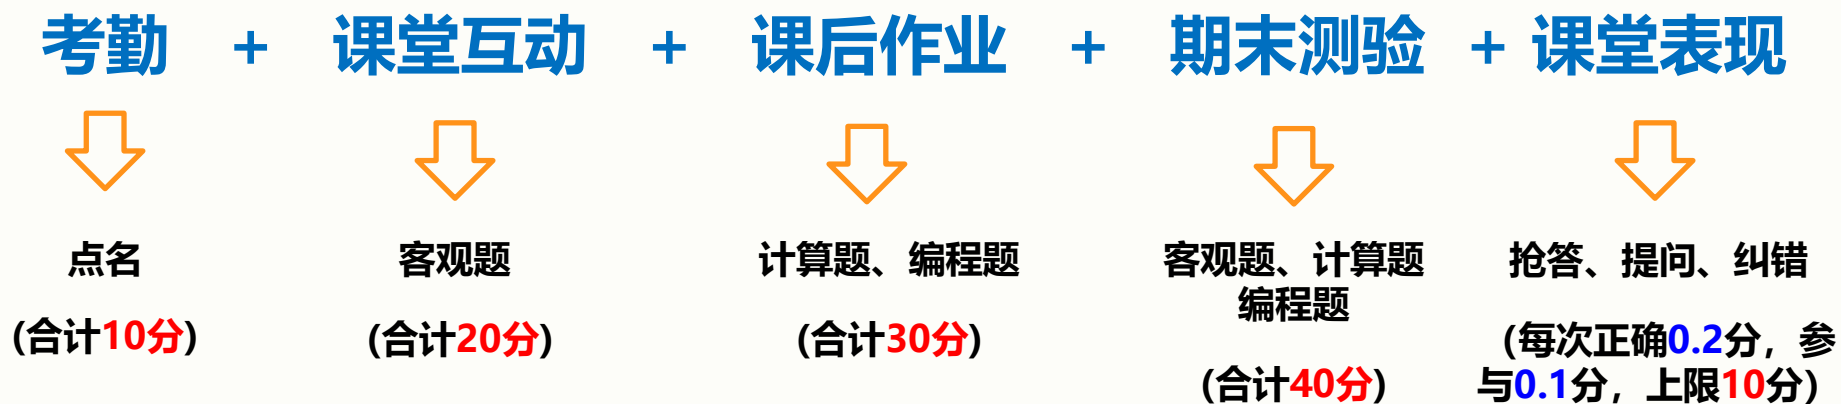 考勤 + 课堂互动 + 课后作业 + 期末测验 + 课堂表现
点名
(合计10分)
客观题
(合计20分)
计算题、编程题
(合计30分)
客观题、计算题
编程题
(合计40分)
抢答、提问、纠错
（每次正确0.2分，参
与0.1分，上限10分）